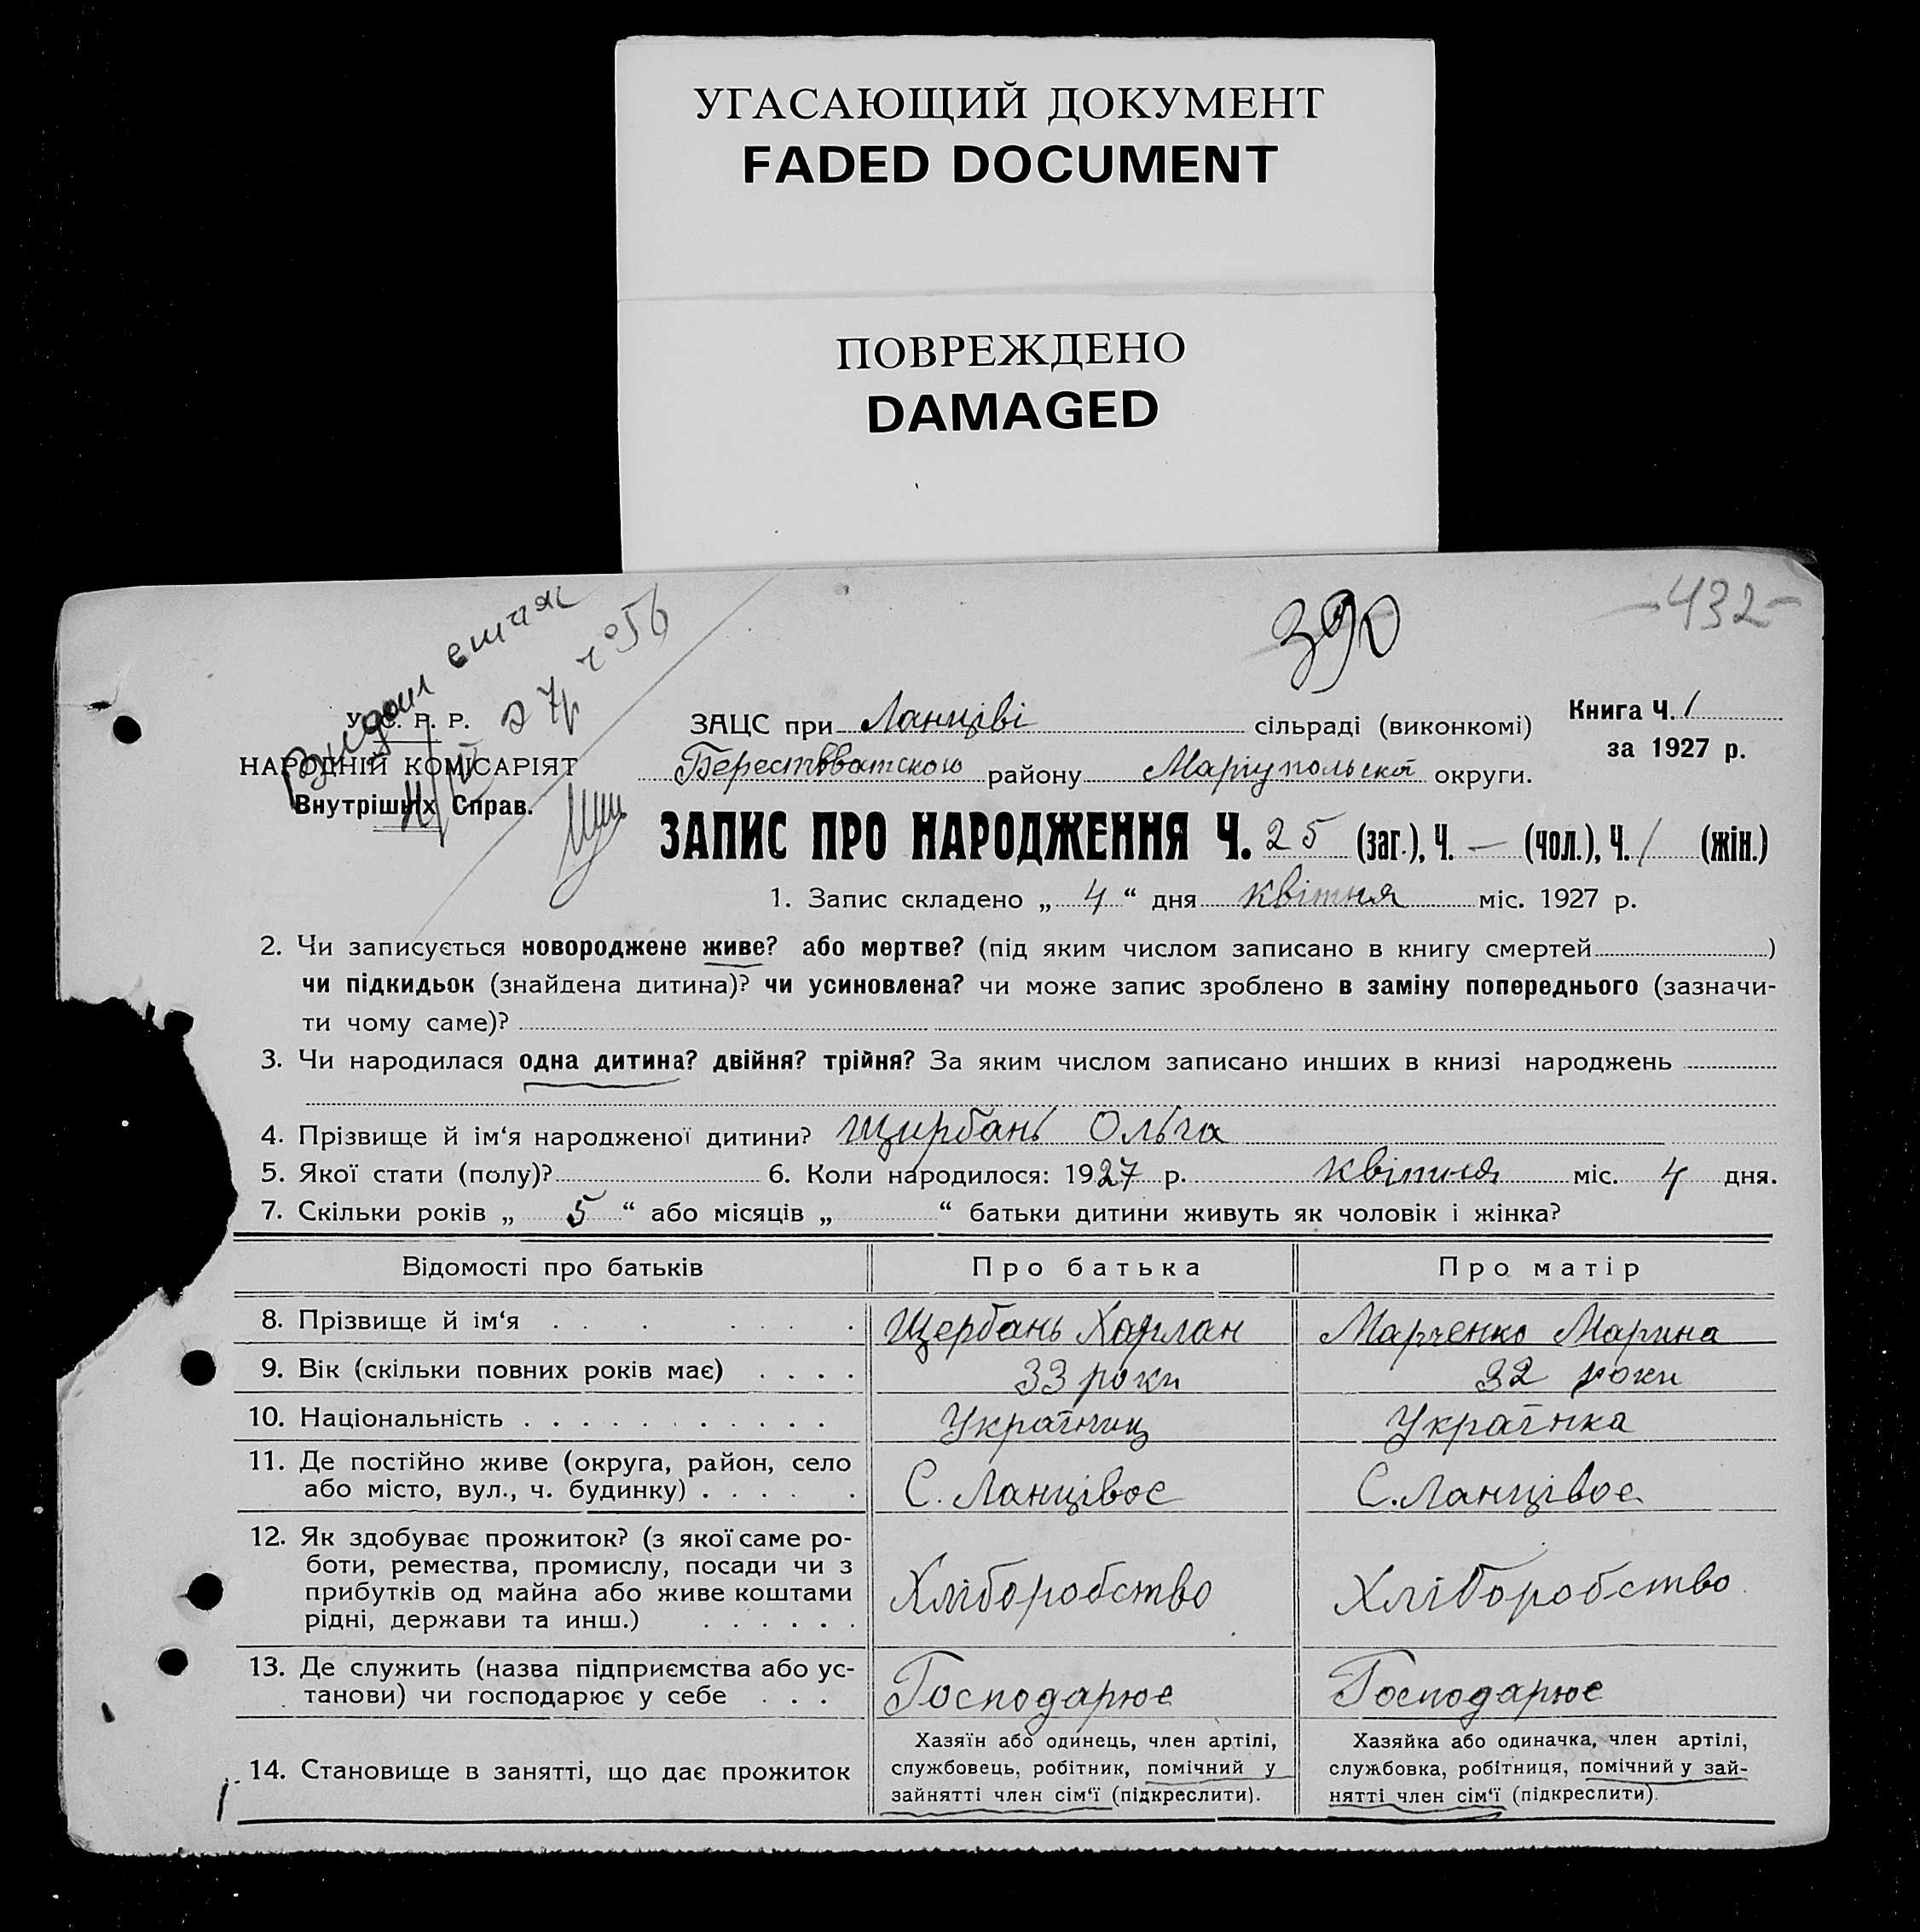 УГАСАЮЩИЙ ДОКУМЕНТ
FADED DOCUMENT
ПОВРЕЖДЕНО
DAMAGED
390
-432-
У. С. Р. Р.
НАРОДНІЙ КОМІСАРІЯТ
Внутрішніх Справ.
ЗАЦС при Ланціві сільраді (виконкомі)
Книга Ч. 1
за 1927 р.
району Маріупольскої округи.
ЗАПИС ПРО НАРОДЖЕННЯ Ч. 25 (заг.), Ч. — (чол.), Ч. 1 (жін.)
1. Запис складено „ 4 “ дня квітня міс. 1927 р.
2. Чи записується новороджене живе? або мертве? (під яким числом записано в книгу смертей )
чи підкидьок (знайдена дитина)? чи усиновлена? чи може запис зроблено в заміну попереднього (зазначи-
ти чому саме)?
3. Чи народилася одна дитина? двійня? трійня? За яким числом записано инших в книзі народжень
4. Прізвище й ім‘я народженої дитини? Щирбань Ольга
5. Якої стати (полу)? 6. Коли народилося: 1927 р. квітня міс. 4 дня.
7. Скільки років „ 5 “ або місяців „ “ батьки дитини живуть як чоловік і жінка?
Відомості про батьків Про батька Про матір
8. Прізвище й ім‘я Щербань Харлан Марченко Марина
9. Вік (скільки повних років має) 33 роки 32 роки
10. Національність Українец Українка
11. Де постійно живе (округа, район, село
або місто, вул., ч. будинку) С. Ланцівоє С. Ланцівоє
12. Як здобуває прожиток? (з якої саме ро-
боти, ремества, промислу, посади чи з
прибутків од майна або живе коштами
рідні, держави та инш.) Хліборобство Хліборобство
13. Де служить (назва підприємства або ус-
танови) чи господарює у себе Господарює Господарює
14. Становище в занятті, що дає прожиток
Хазяїн або одинець, член артілі,
службовець, робітник, помічний у
зайнятті член сім‘ї (підкреслити).
Хазяйка або одиначка, член артілі,
службовка, робітниця, помічний у зай-
нятті член сім‘ї (підкреслити).